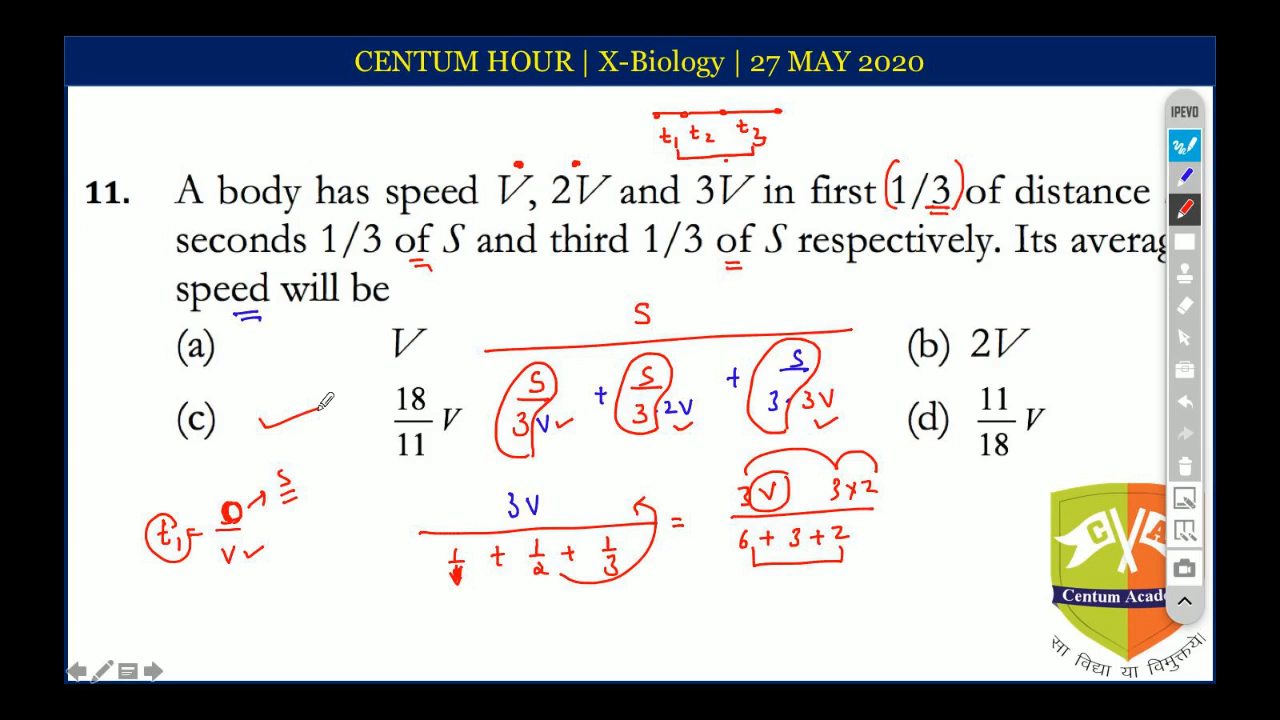 CENTUM HOUR | X-Biology | 27 MAY 2020
IPEVO
t1 t2 t3
11. A body has speed V, 2V and 3V in first (1/3) of distance
seconds 1/3 of S and third 1/3 of S respectively. Its averag
speed will be
(a) V
(b) 2V
(c) 18/11 V
(d) 11/18 V
S
S/3V + S/3·2V + S/3·3V
t1 = S
V
3V 3V 3×2
1/1 + 1/2 + 1/3 = 6 + 3 + 2
Centum Acade
सा विद्या या विमुक्तये।